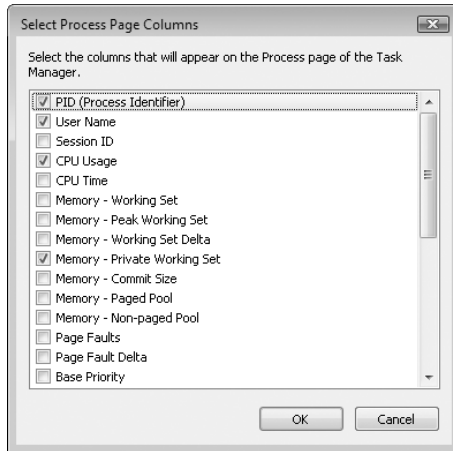 Select Process Page Columns
Select the columns that will appear on the Process page of the Task
Manager.
PID (Process Identifier)
User Name
Session ID
CPU Usage
CPU Time
Memory - Working Set
Memory - Peak Working Set
Memory - Working Set Delta
Memory - Private Working Set
Memory - Commit Size
Memory - Paged Pool
Memory - Non-paged Pool
Page Faults
Page Fault Delta
Base Priority
OK
Cancel